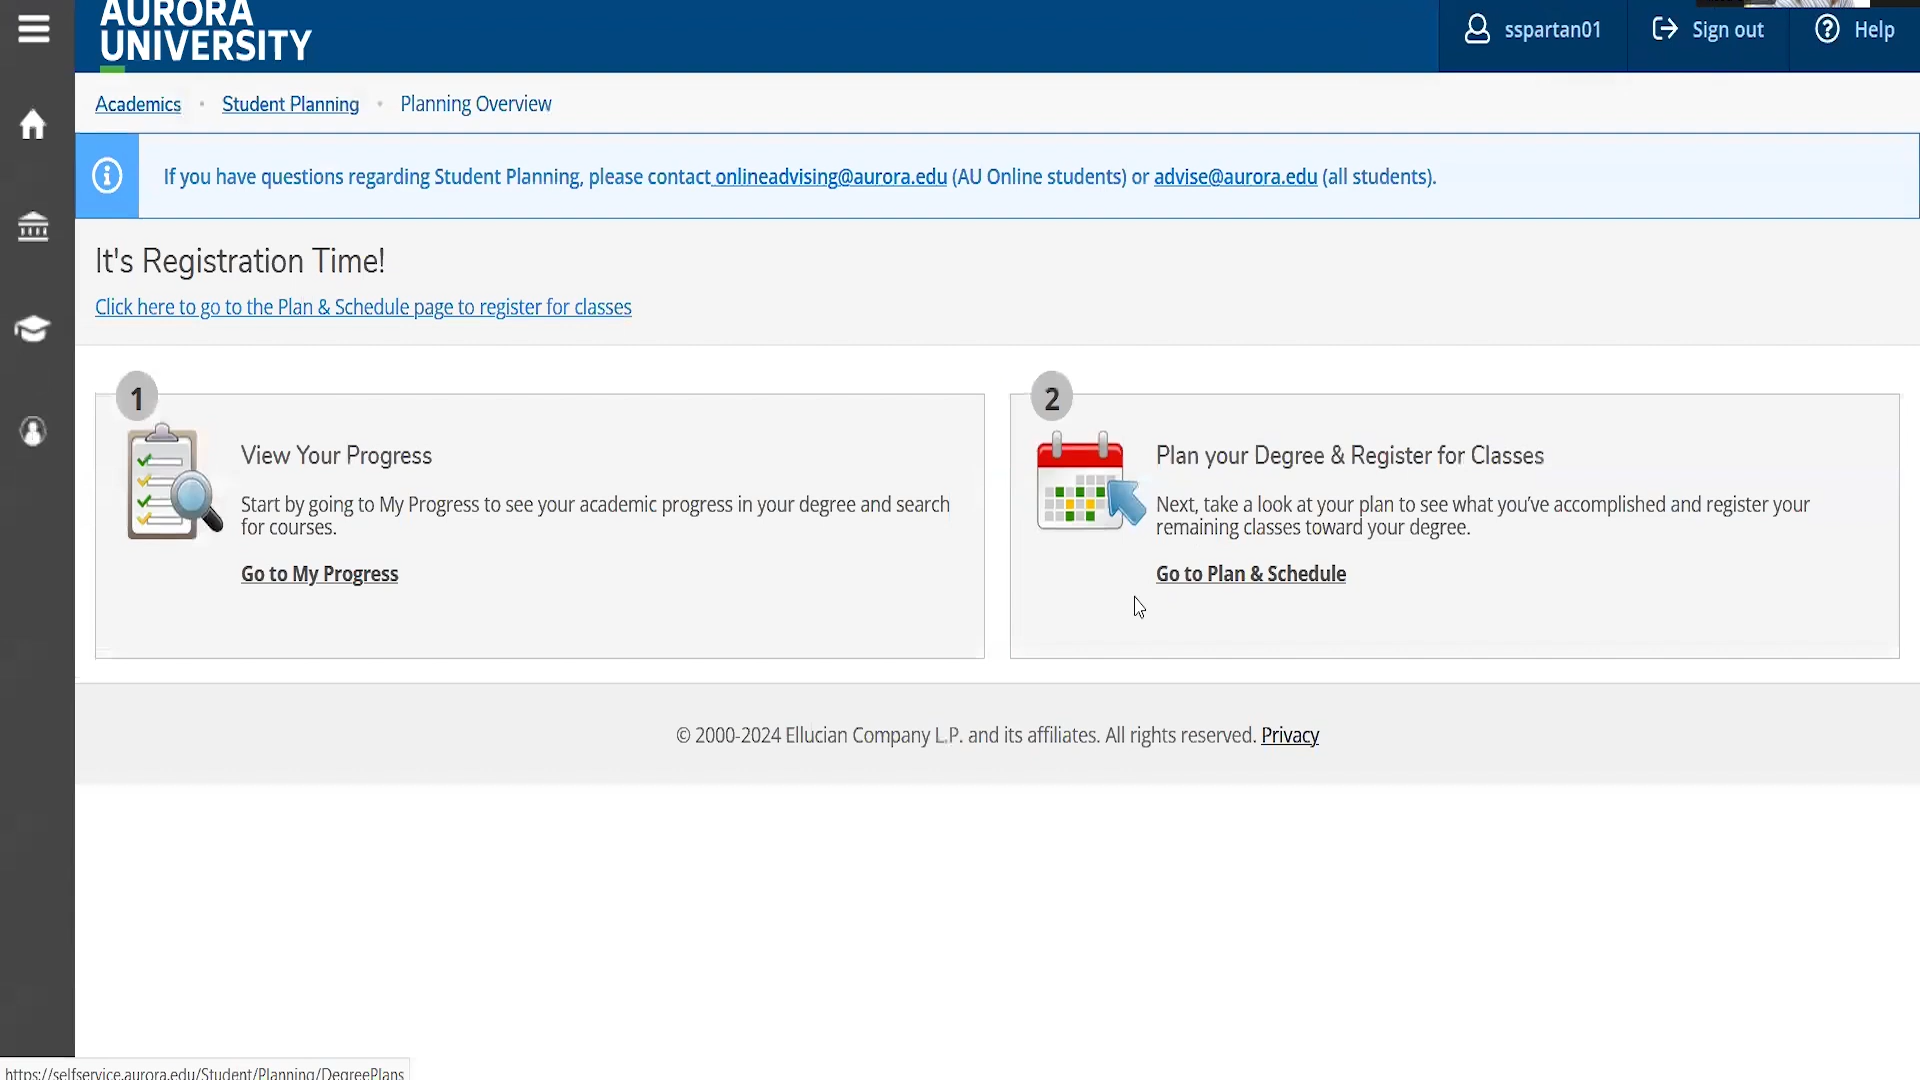 AURORA
UNIVERSITY
sspartan01
Sign out
Help
Academics • Student Planning • Planning Overview
If you have questions regarding Student Planning, please contact onlineadvising@aurora.edu (AU Online students) or advise@aurora.edu (all students).
It's Registration Time!
Click here to go to the Plan & Schedule page to register for classes
1
View Your Progress
Start by going to My Progress to see your academic progress in your degree and search
for courses.
Go to My Progress
2
Plan your Degree & Register for Classes
Next, take a look at your plan to see what you’ve accomplished and register your
remaining classes toward your degree.
Go to Plan & Schedule
© 2000-2024 Ellucian Company L.P. and its affiliates. All rights reserved. Privacy
https://selfservice.aurora.edu/Student/Planning/DegreePlans